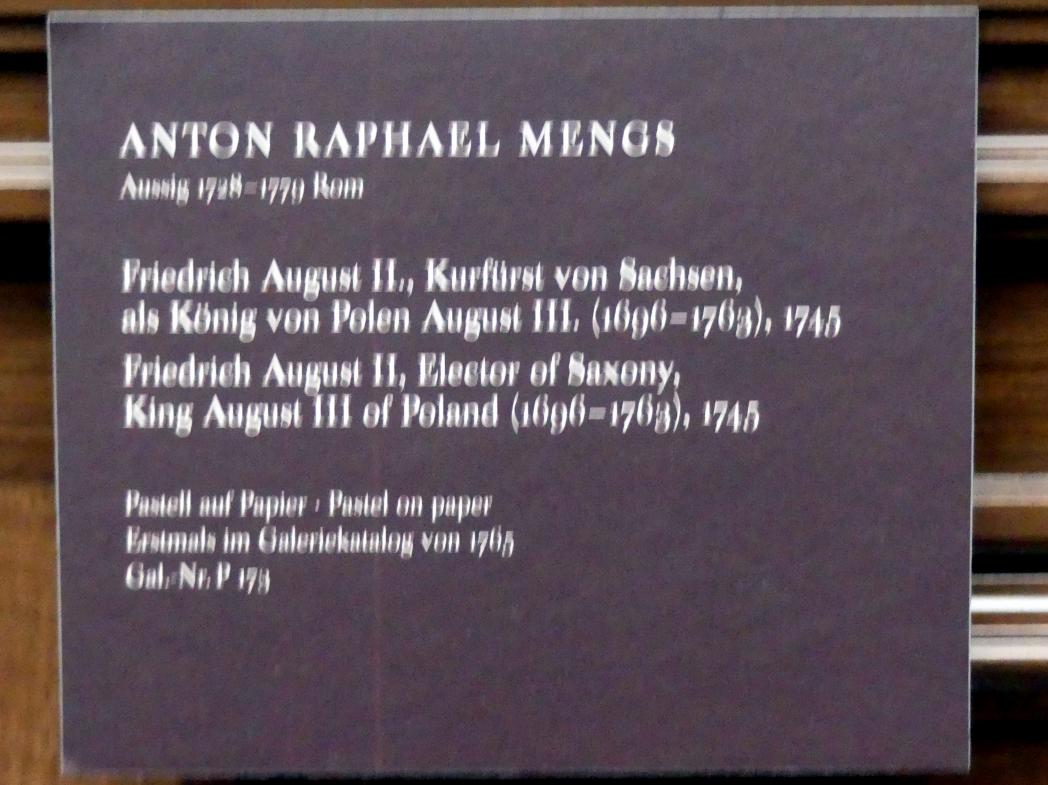 ANTON RAPHAEL MENGS
Aussig 1728–1779 Rom
Friedrich August II., Kurfürst von Sachsen,
als König von Polen August III. (1696–1763), 1745
Friedrich August II, Elector of Saxony,
King August III of Poland (1696–1763), 1745
Pastell auf Papier · Pastel on paper
Erstmals im Galeriekatalog von 1765
Gal.-Nr. P 173